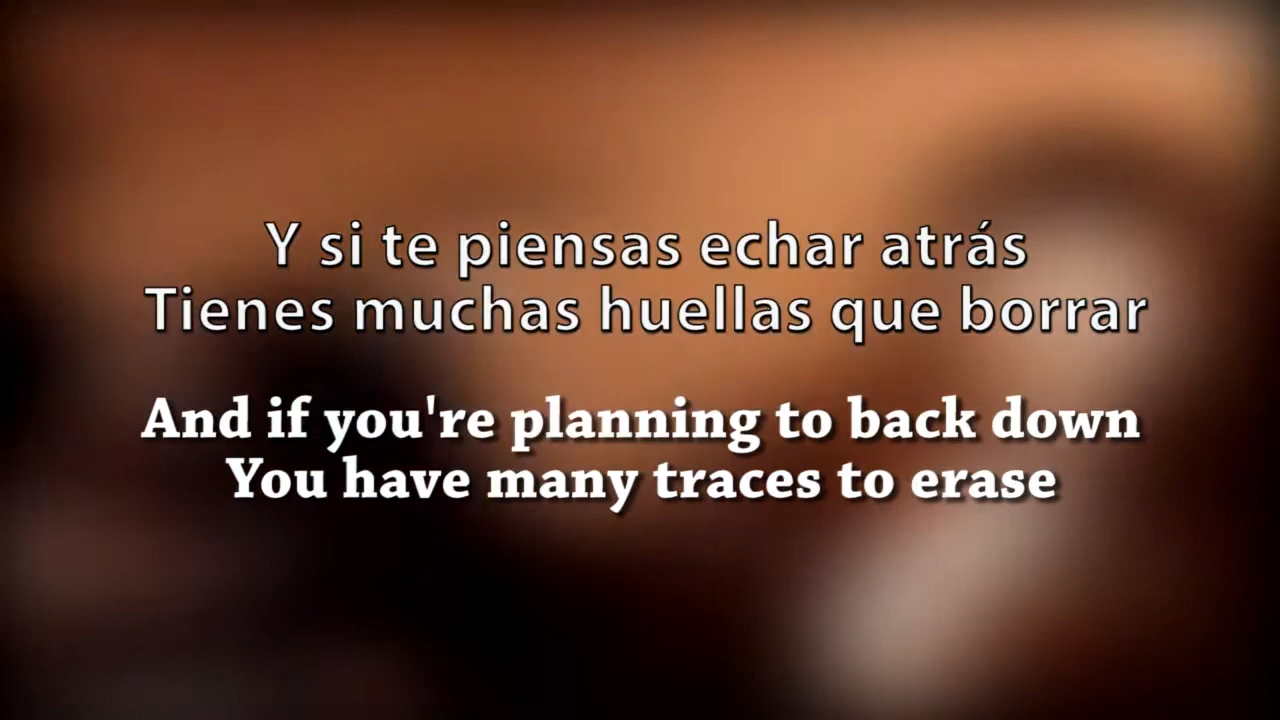 Y si te piensas echar atrás
Tienes muchas huellas que borrar
And if you're planning to back down
You have many traces to erase